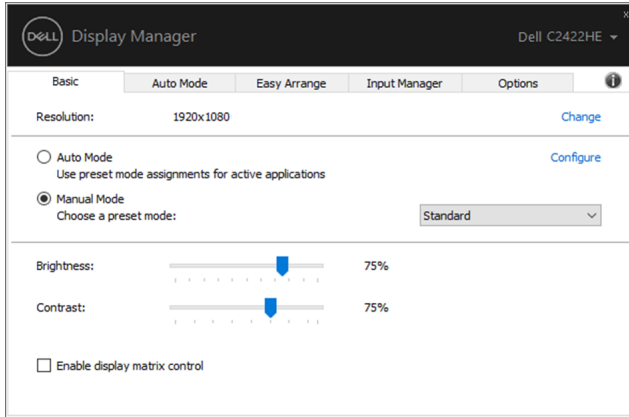 DELL Display Manager
Dell C2422HE
x
Basic
Auto Mode
Easy Arrange
Input Manager
Options
i
Resolution: 1920x1080 Change
Auto Mode Configure
Use preset mode assignments for active applications
Manual Mode
Choose a preset mode: Standard
Brightness: 75%
Contrast: 75%
Enable display matrix control